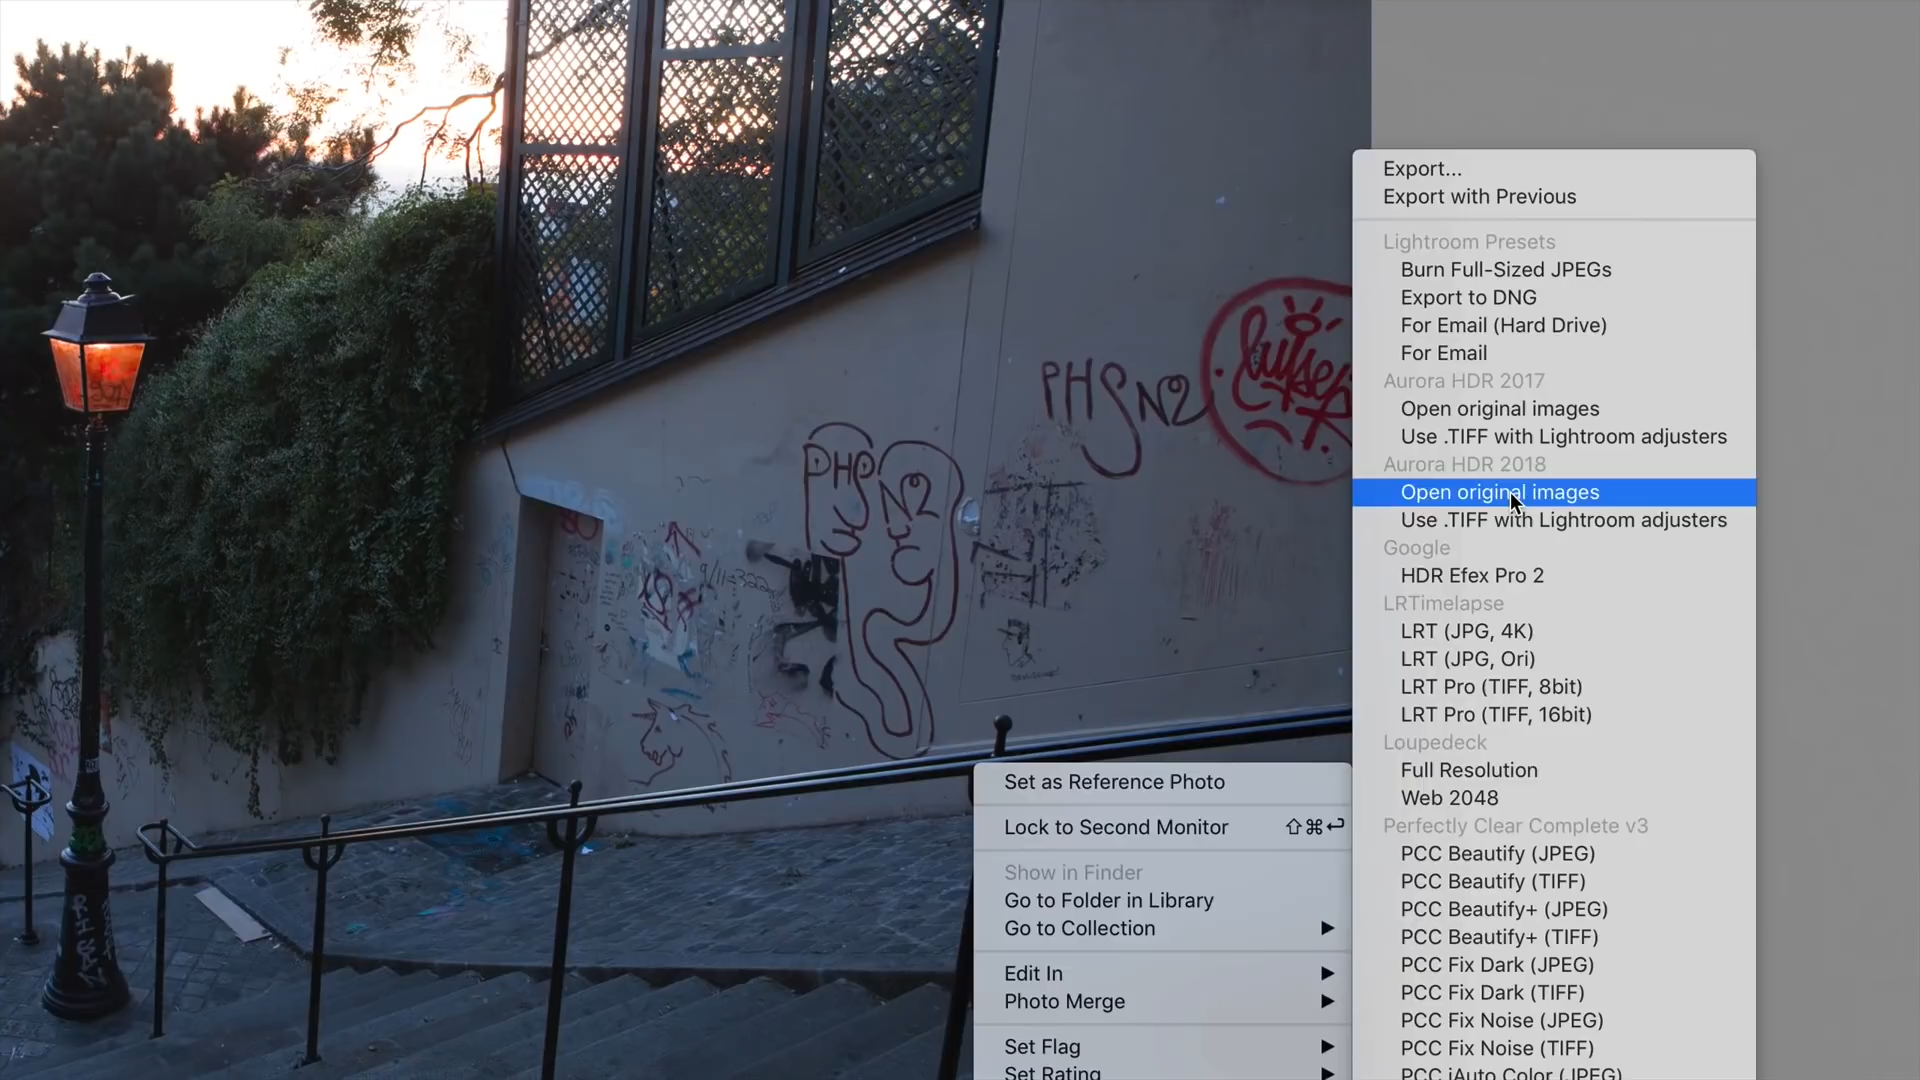 PHSN2
PHS
N2
Export...
Export with Previous
Lightroom Presets
Burn Full-Sized JPEGs
Export to DNG
For Email (Hard Drive)
For Email
Aurora HDR 2017
Open original images
Use .TIFF with Lightroom adjusters
Aurora HDR 2018
Open original images
Use .TIFF with Lightroom adjusters
Google
HDR Efex Pro 2
LRTimelapse
LRT (JPG, 4K)
LRT (JPG, Ori)
LRT Pro (TIFF, 8bit)
LRT Pro (TIFF, 16bit)
Loupedeck
Full Resolution
Web 2048
Perfectly Clear Complete v3
PCC Beautify (JPEG)
PCC Beautify (TIFF)
PCC Beautify+ (JPEG)
PCC Beautify+ (TIFF)
PCC Fix Dark (JPEG)
PCC Fix Dark (TIFF)
PCC Fix Noise (JPEG)
PCC Fix Noise (TIFF)
PCC iAuto Color (JPEG)
Set as Reference Photo
Lock to Second Monitor ⇧⌘↩
Show in Finder
Go to Folder in Library
Go to Collection
Edit In
Photo Merge
Set Flag
Set Rating